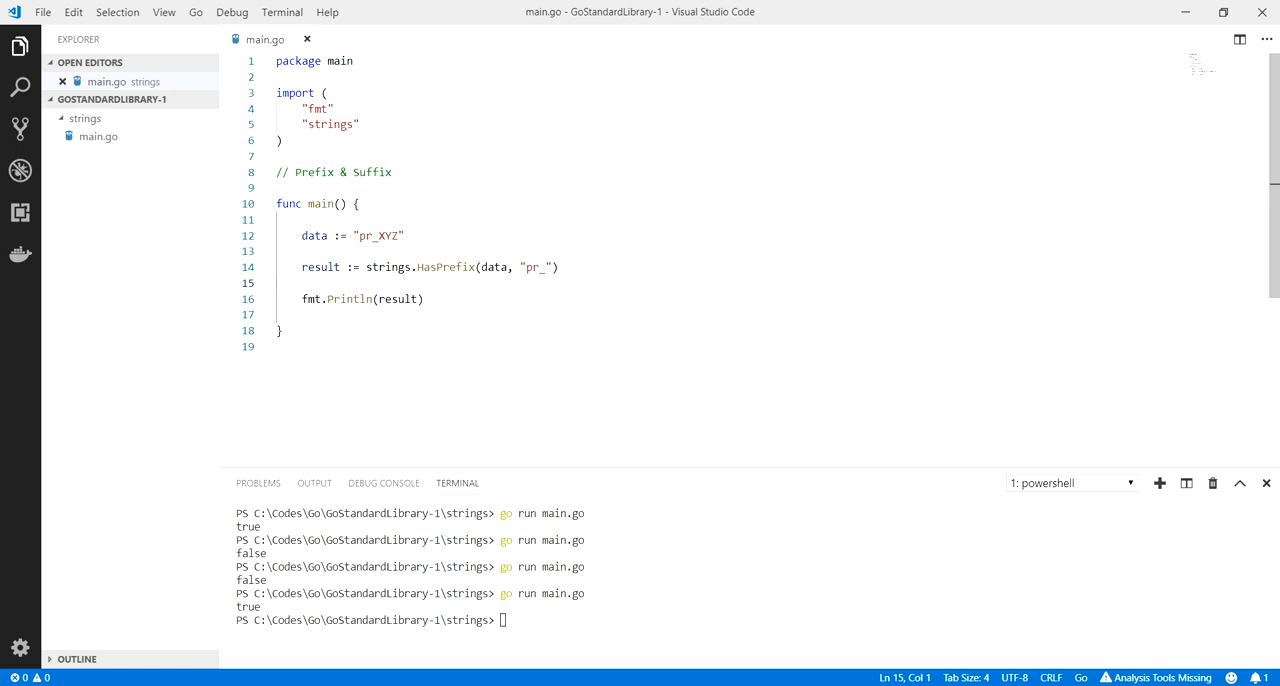 File Edit Selection View Go Debug Terminal Help main.go - GoStandardLibrary-1 - Visual Studio Code
EXPLORER
OPEN EDITORS
main.go strings
GOSTANDARDLIBRARY-1
strings
main.go
OUTLINE
main.go
1 package main
2
3 import (
4 "fmt"
5 "strings"
6 )
7
8 // Prefix & Suffix
9
10 func main() {
11
12 data := "pr_XYZ"
13
14 result := strings.HasPrefix(data, "pr_")
15
16 fmt.Println(result)
17
18 }
19
PROBLEMS OUTPUT DEBUG CONSOLE TERMINAL 1: powershell
PS C:\Codes\Go\GoStandardLibrary-1\strings> go run main.go
true
PS C:\Codes\Go\GoStandardLibrary-1\strings> go run main.go
false
PS C:\Codes\Go\GoStandardLibrary-1\strings> go run main.go
false
PS C:\Codes\Go\GoStandardLibrary-1\strings> go run main.go
true
PS C:\Codes\Go\GoStandardLibrary-1\strings>
0 0 Ln 15, Col 1 Tab Size: 4 UTF-8 CRLF Go Analysis Tools Missing 1